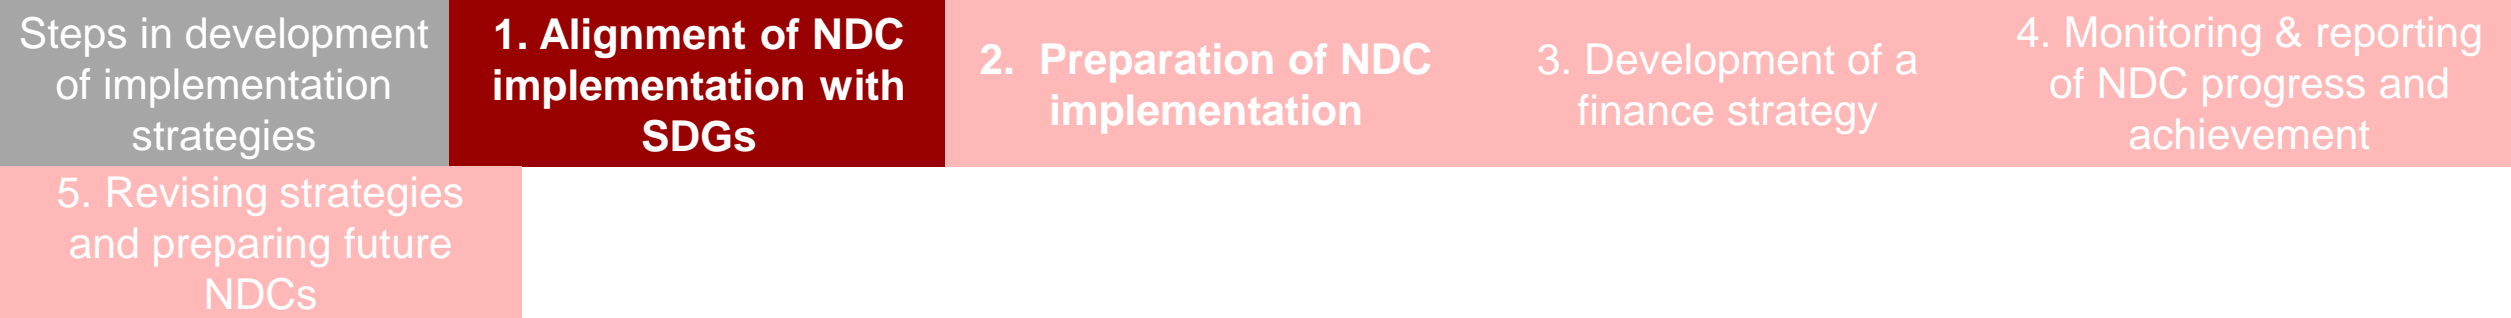 Steps in development
of implementation
strategies
1. Alignment of NDC
implementation with
SDGs
2. Preparation of NDC
implementation
3. Development of a
finance strategy
4. Monitoring & reporting
of NDC progress and
achievement
5. Revising strategies
and preparing future
NDCs